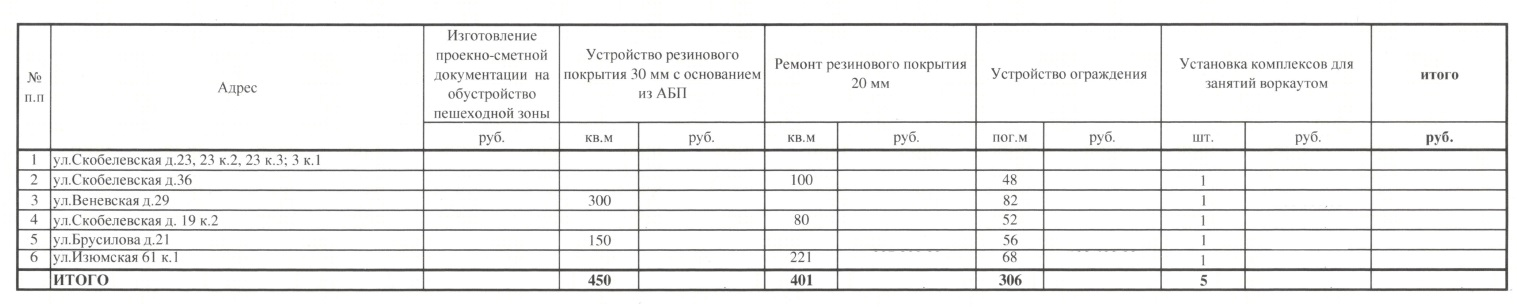 № п.п | Адрес | Изготовление проекно-сметной документации на обустройство пешеходной зоны | Устройство резинового покрытия 30 мм с основанием из АБП | Ремонт резинового покрытия 20 мм | Устройство ограждения | Установка комплексов для занятий воркаутом | итого
руб. | кв.м | руб. | кв.м | руб. | пог.м | руб. | шт. | руб. | руб.
1 ул.Скобелевская д.23, 23 к.2, 23 к.3; 3 к.1
2 ул.Скобелевская д.36 100 48 1
3 ул.Веневская д.29 300 82 1
4 ул.Скобелевская д. 19 к.2 80 52 1
5 ул.Брусилова д.21 150 56 1
6 ул.Изюмская 61 к.1 221 68 1
ИТОГО 450 401 306 5